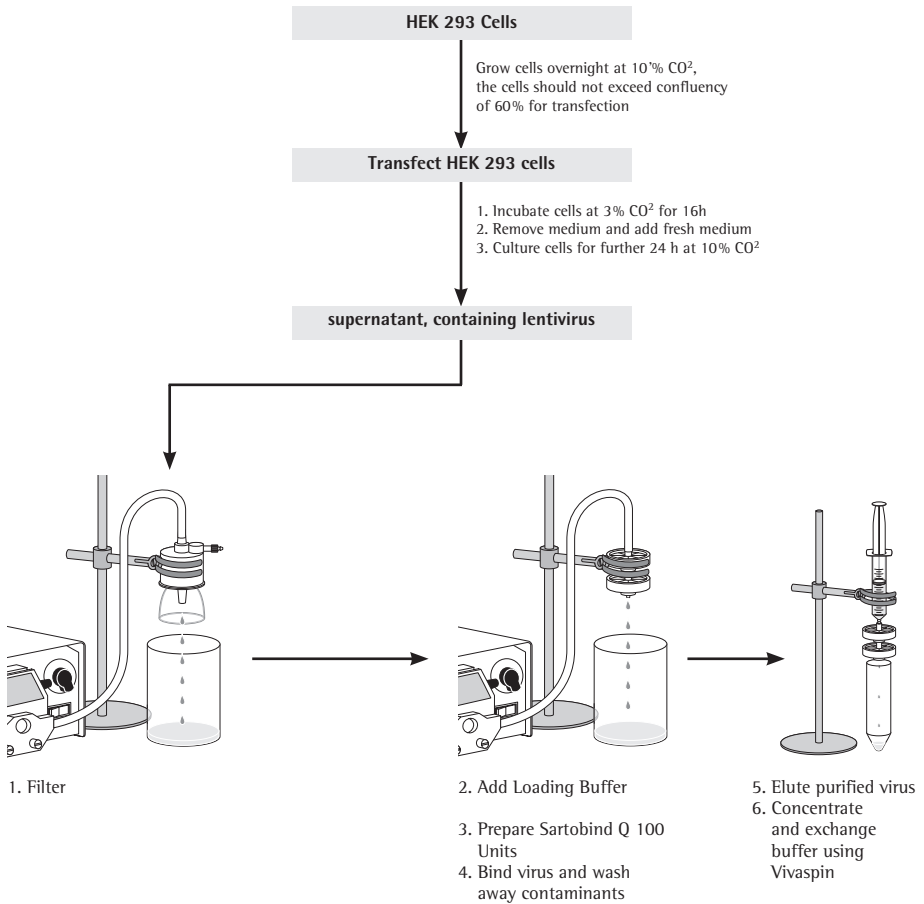 HEK 293 Cells
Grow cells overnight at 10'% CO²,
the cells should not exceed confluency
of 60% for transfection
Transfect HEK 293 cells
1. Incubate cells at 3% CO² for 16h
2. Remove medium and add fresh medium
3. Culture cells for further 24 h at 10% CO²
supernatant, containing lentivirus
1. Filter
2. Add Loading Buffer
3. Prepare Sartobind Q 100
Units
4. Bind virus and wash
away contaminants
5. Elute purified virus
6. Concentrate
and exchange
buffer using
Vivaspin